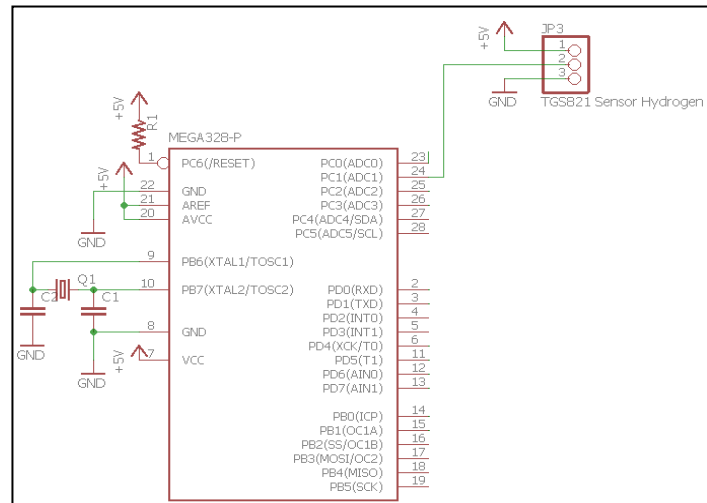 JP3
+5V
1
2
3
GND
TGS821 Sensor Hydrogen
+5V
R1
MEGA328-P
1 PC6(/RESET)
+5V
22 GND
21 AREF
20 AVCC
GND
9 PB6(XTAL1/TOSC1)
Q1
C2
C1
10 PB7(XTAL2/TOSC2)
8 GND
GND
+5V
7 VCC
GND
PC0(ADC0) 23
PC1(ADC1) 24
PC2(ADC2) 25
PC3(ADC3) 26
PC4(ADC4/SDA) 27
PC5(ADC5/SCL) 28
PD0(RXD) 2
PD1(TXD) 3
PD2(INT0) 4
PD3(INT1) 5
PD4(XCK/T0) 6
PD5(T1) 11
PD6(AIN0) 12
PD7(AIN1) 13
PB0(ICP) 14
PB1(OC1A) 15
PB2(SS/OC1B) 16
PB3(MOSI/OC2) 17
PB4(MISO) 18
PB5(SCK) 19